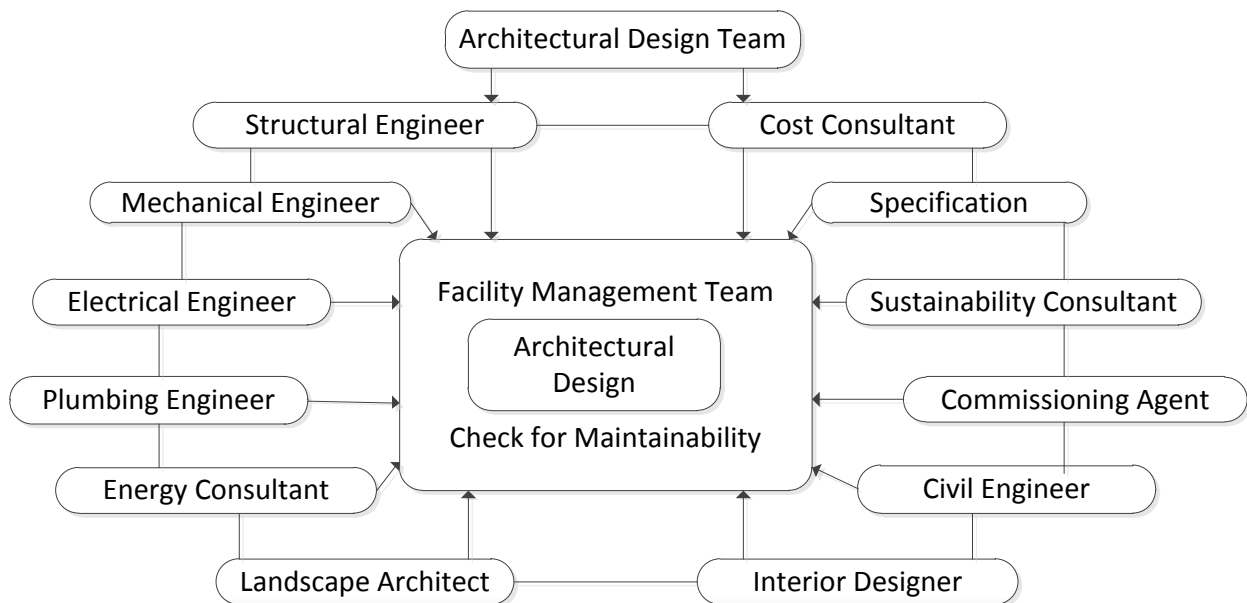 Architectural Design Team
Structural Engineer
Cost Consultant
Mechanical Engineer
Specification
Facility Management Team
Electrical Engineer
Sustainability Consultant
Architectural
Design
Plumbing Engineer
Commissioning Agent
Check for Maintainability
Energy Consultant
Civil Engineer
Landscape Architect
Interior Designer